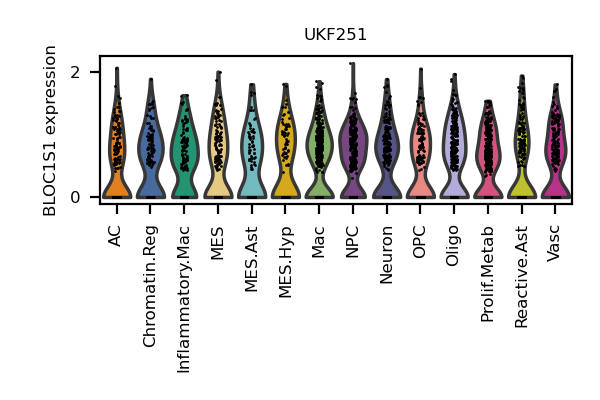 UKF251
BLOC1S1 expression
2
0
AC
Chromatin.Reg
Inflammatory.Mac
MES
MES.Ast
MES.Hyp
Mac
NPC
Neuron
OPC
Oligo
Prolif.Metab
Reactive.Ast
Vasc